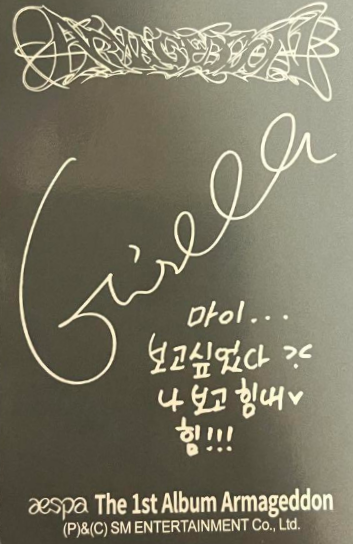 ARMAGEDDON
Giselle
마이...
보고싶었다 ><
나 보고 힘내♥
힘!!!
aespa The 1st Album Armageddon
(P)&(C) SM ENTERTAINMENT Co., Ltd.